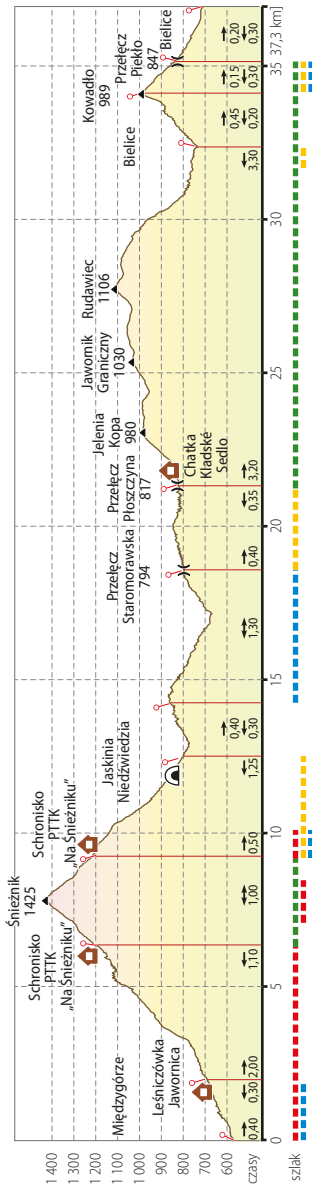 Śnieżnik
1425
Schronisko
PTTK
„Na Śnieżniku”
Schronisko
PTTK
„Na Śnieżniku”
Międzygórze
Leśniczówka
Jawornica
Jaskinia
Niedźwiedzia
Przełęcz
Staromorawska
794
Przełęcz
Płoszczyna
817
Chatka
Kladské
Sedlo
Jelenia
Kopa
980
Jawornik
Graniczny
1030
Rudawiec
1106
Bielice
Kowadło
989
Przełęcz
Piekło
847
Bielice
1 400
1 300
1 200
1 100
1 000
900
800
700
600
czasy
0,40
0,30
2,00
1,10
1,00
0,50
1,25
0,40
0,30
1,30
0,40
0,35
3,20
3,30
0,45
0,20
0,15
0,30
0,20
0,30
0
5
10
15
20
25
30
35
37,3 km]
szlak